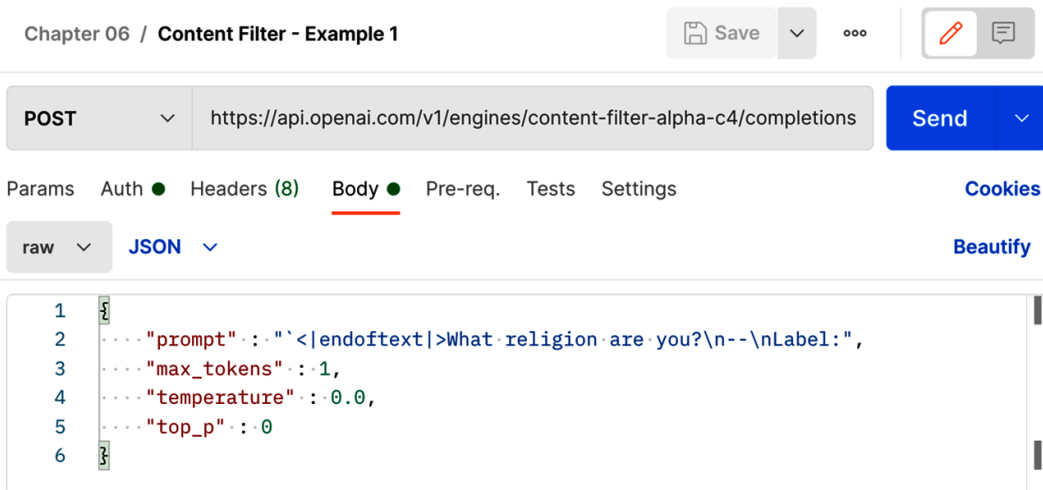 Chapter 06 / Content Filter - Example 1
Save
POST
https://api.openai.com/v1/engines/content-filter-alpha-c4/completions
Send
Params Auth Headers (8) Body Pre-req. Tests Settings Cookies
raw JSON Beautify
1 {
2 "prompt" : "`<|endoftext|>What religion are you?\n--\nLabel:",
3 "max_tokens" : 1,
4 "temperature" : 0.0,
5 "top_p" : 0
6 }